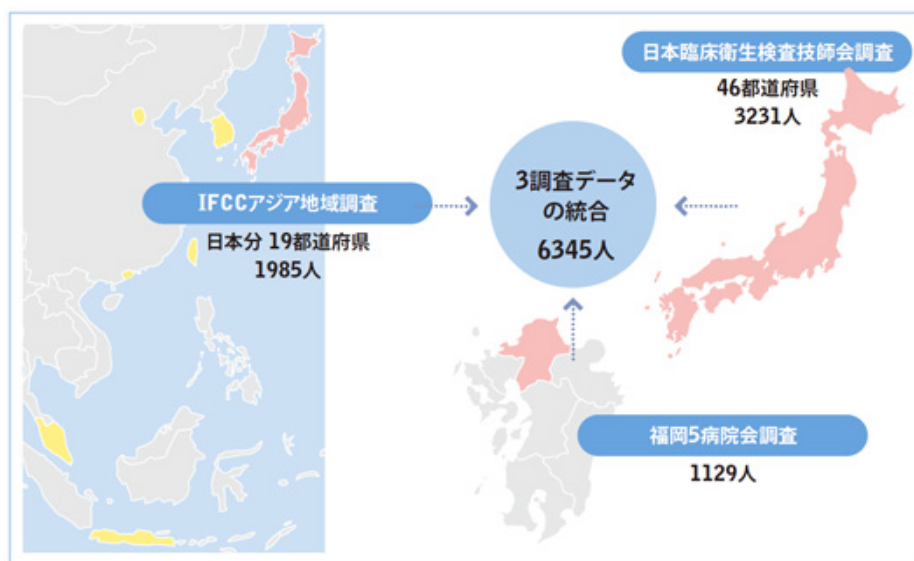 日本臨床衛生検査技師会調査
46都道府県
3231人
IFCCアジア地域調査
日本分 19都道府県
1985人
3調査データ
の統合
6345人
福岡5病院会調査
1129人